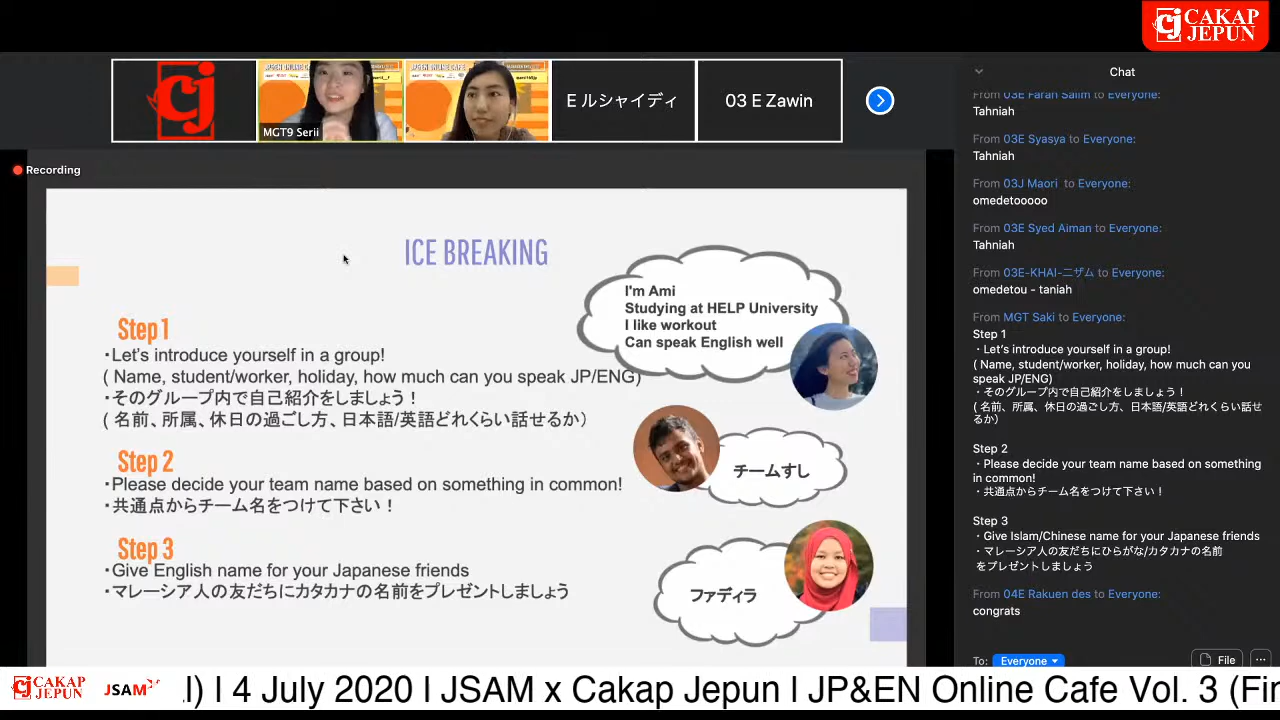 CAKAP
JEPUN
MGT9 Serii
E ルシャイディ
03 E Zawin
Recording
ICE BREAKING
Step 1
・Let's introduce yourself in a group!
( Name, student/worker, holiday, how much can you speak JP/ENG)
・そのグループ内で自己紹介をしましょう！
( 名前、所属、休日の過ごし方、日本語/英語どれくらい話せるか）
Step 2
・Please decide your team name based on something in common!
・共通点からチーム名をつけて下さい！
Step 3
・Give English name for your Japanese friends
・マレーシア人の友だちにカタカナの名前をプレゼントしましょう
I'm Ami
Studying at HELP University
I like workout
Can speak English well
チームすし
ファディラ
Chat
From 03E Farah Salim to Everyone:
Tahniah
From 03E Syasya to Everyone:
Tahniah
From 03J Maori to Everyone:
omedetooooo
From 03E Syed Aiman to Everyone:
Tahniah
From 03E-KHAI-ニザム to Everyone:
omedetou - taniah
From MGT Saki to Everyone:
Step 1
・Let's introduce yourself in a group!
( Name, student/worker, holiday, how much can you
speak JP/ENG)
・そのグループ内で自己紹介をしましょう！
( 名前、所属、休日の過ごし方、日本語/英語どれくらい話せ
るか）
Step 2
・Please decide your team name based on something
in common!
・共通点からチーム名をつけて下さい！
Step 3
・Give Islam/Chinese name for your Japanese friends
・マレーシア人の友だちにひらがな/カタカナの名前
をプレゼントしましょう
From 04E Rakuen des to Everyone:
congrats
To: Everyone
File
CAKAP
JEPUN
JSAM
l) I 4 July 2020 I JSAM x Cakap Jepun I JP&EN Online Cafe Vol. 3 (Fin